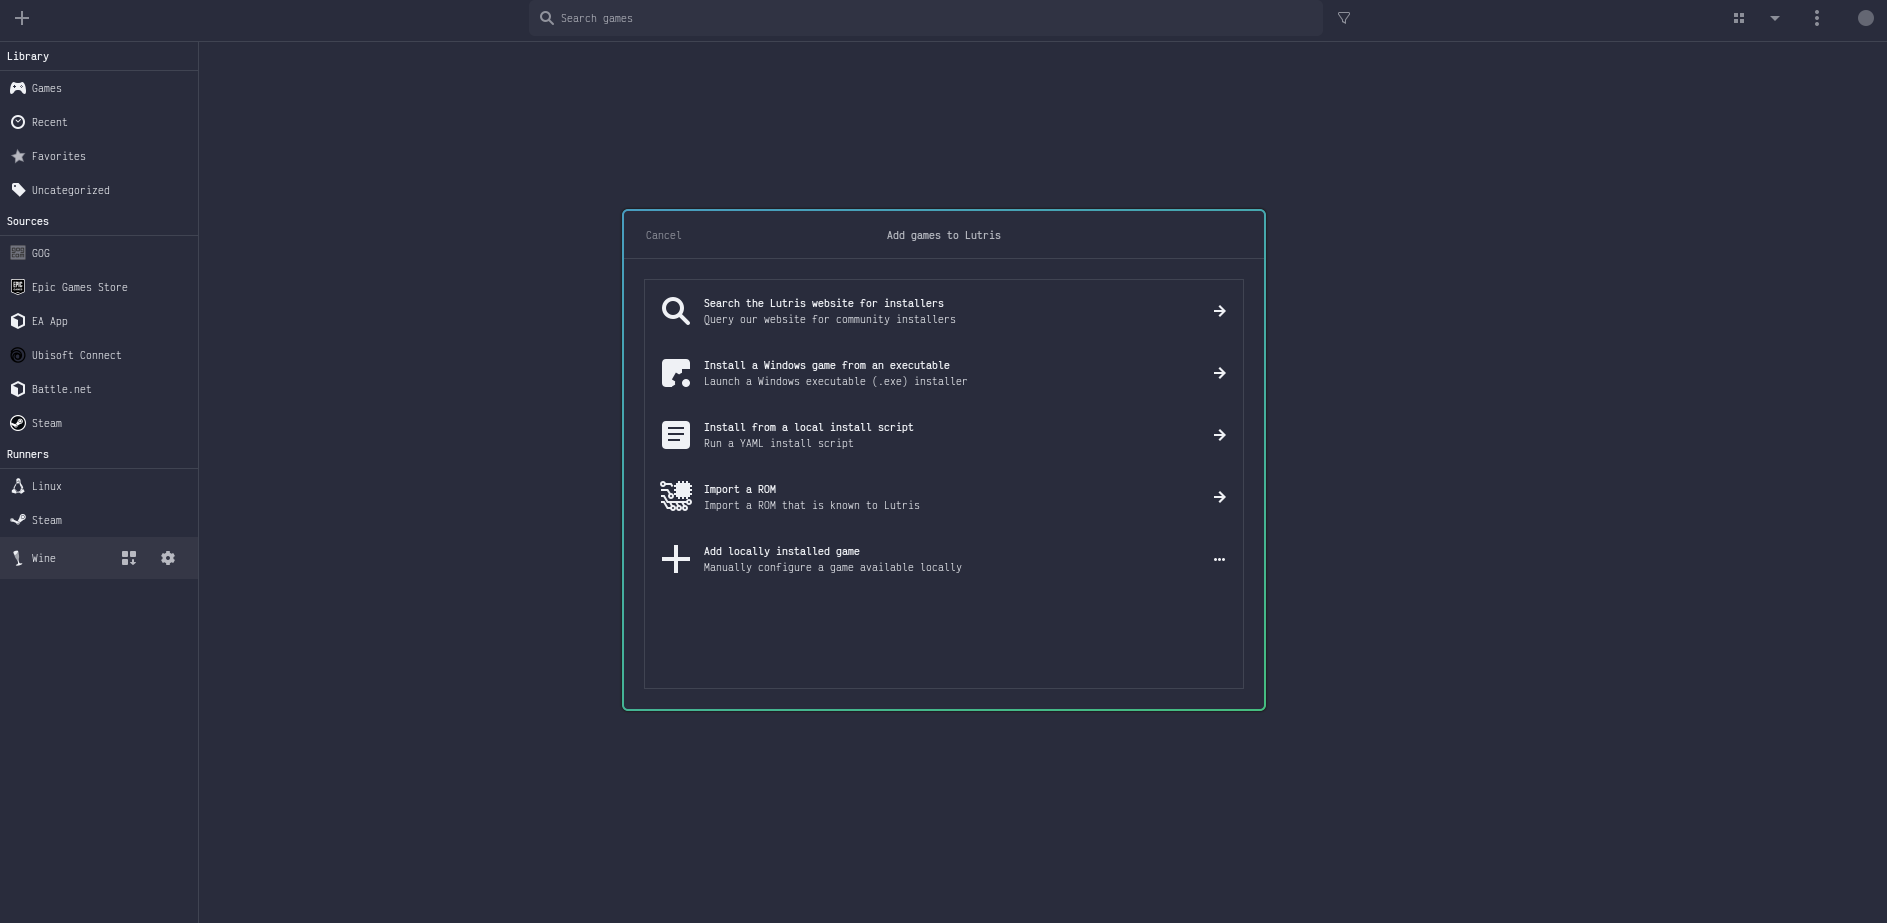 Search games
Library
Games
Recent
Favorites
Uncategorized
Sources
GOG
Epic Games Store
EA App
Ubisoft Connect
Battle.net
Steam
Runners
Linux
Steam
Wine
Cancel
Add games to Lutris
Search the Lutris website for installers
Query our website for community installers
Install a Windows game from an executable
Launch a Windows executable (.exe) installer
Install from a local install script
Run a YAML install script
Import a ROM
Import a ROM that is known to Lutris
Add locally installed game
Manually configure a game available locally